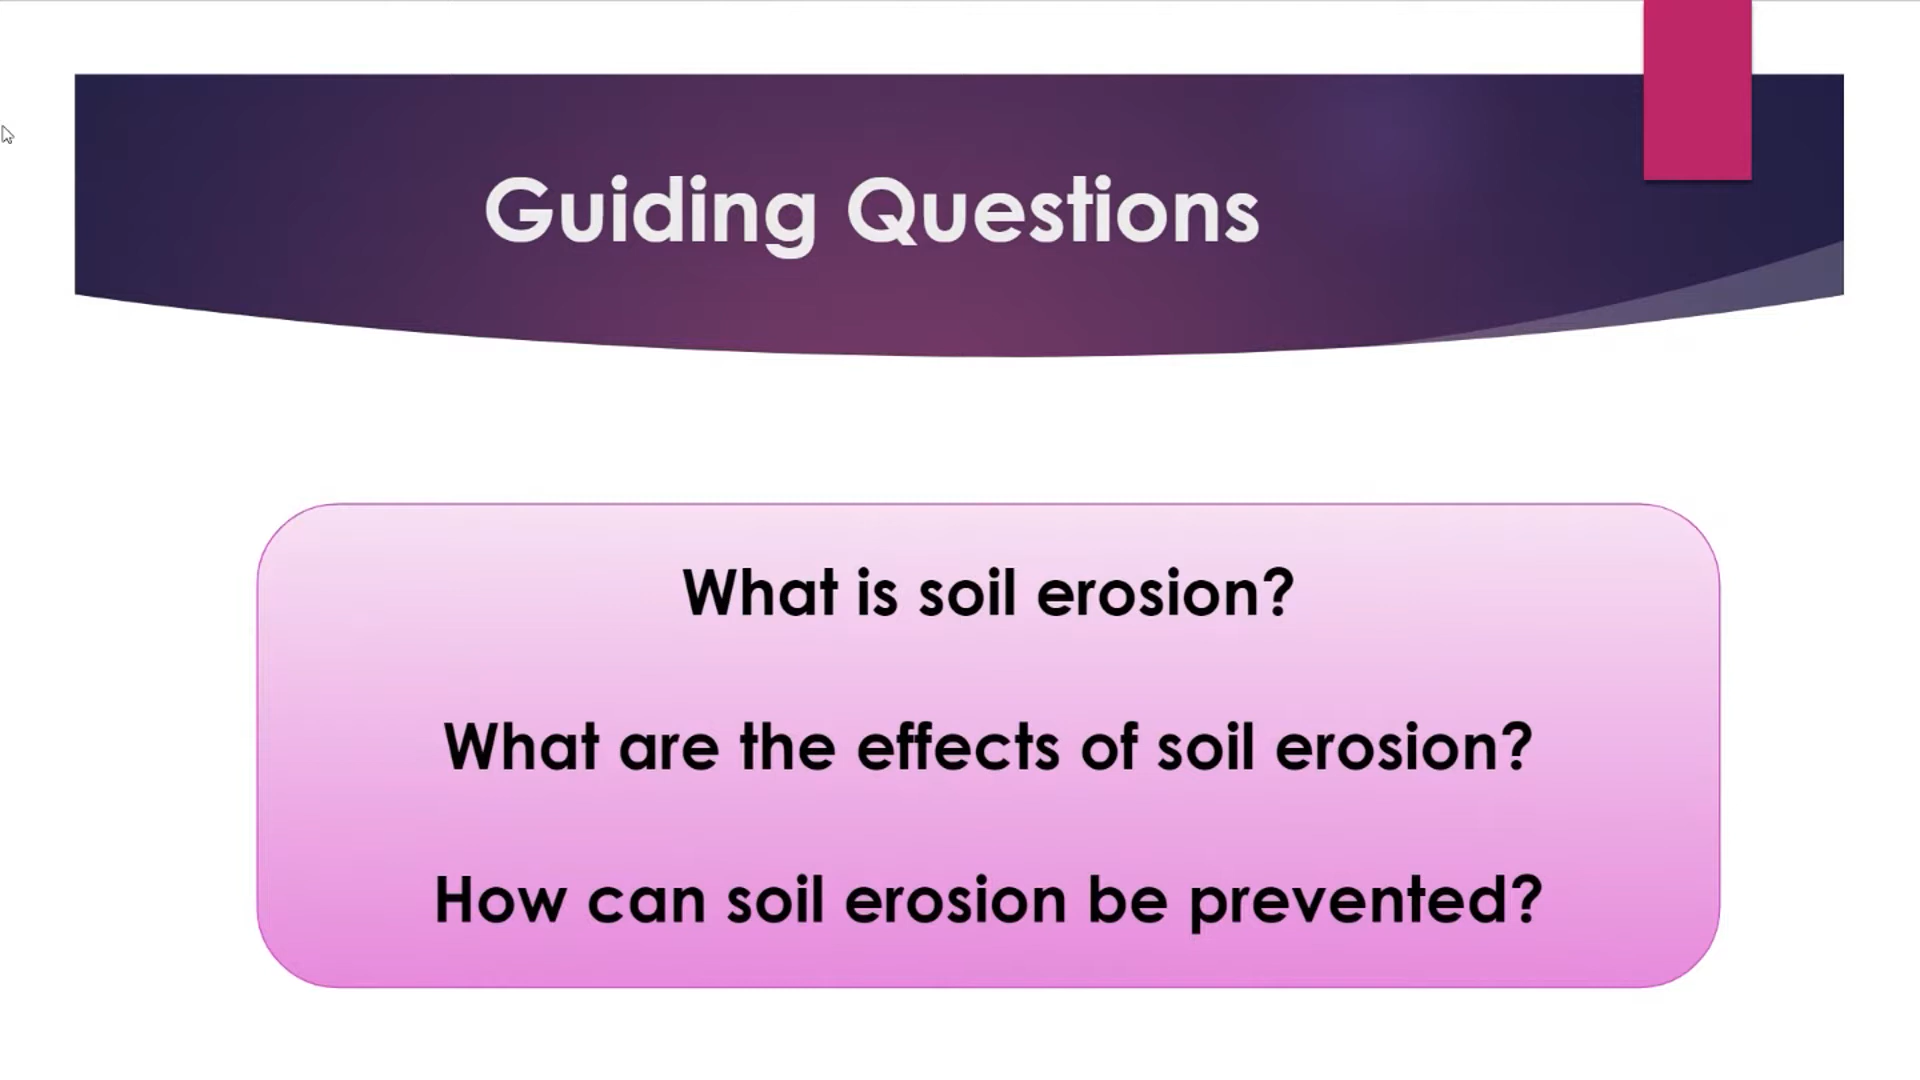 Guiding Questions
What is soil erosion?
What are the effects of soil erosion?
How can soil erosion be prevented?